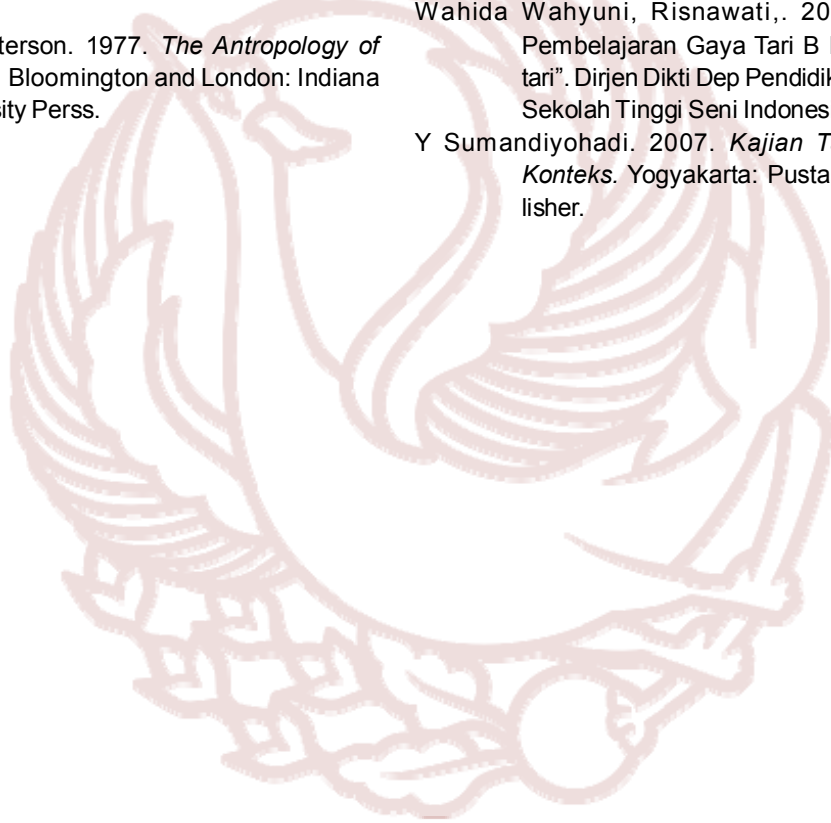 terson. 1977. The Antropology of
Bloomington and London: Indiana
sity Perss.
Wahida Wahyuni, Risnawati,. 20
Pembelajaran Gaya Tari B
tari”. Dirjen Dikti Dep Pendidik
Sekolah Tinggi Seni Indones
Y Sumandiyohadi. 2007. Kajian T
Konteks. Yogyakarta: Pusta
lisher.